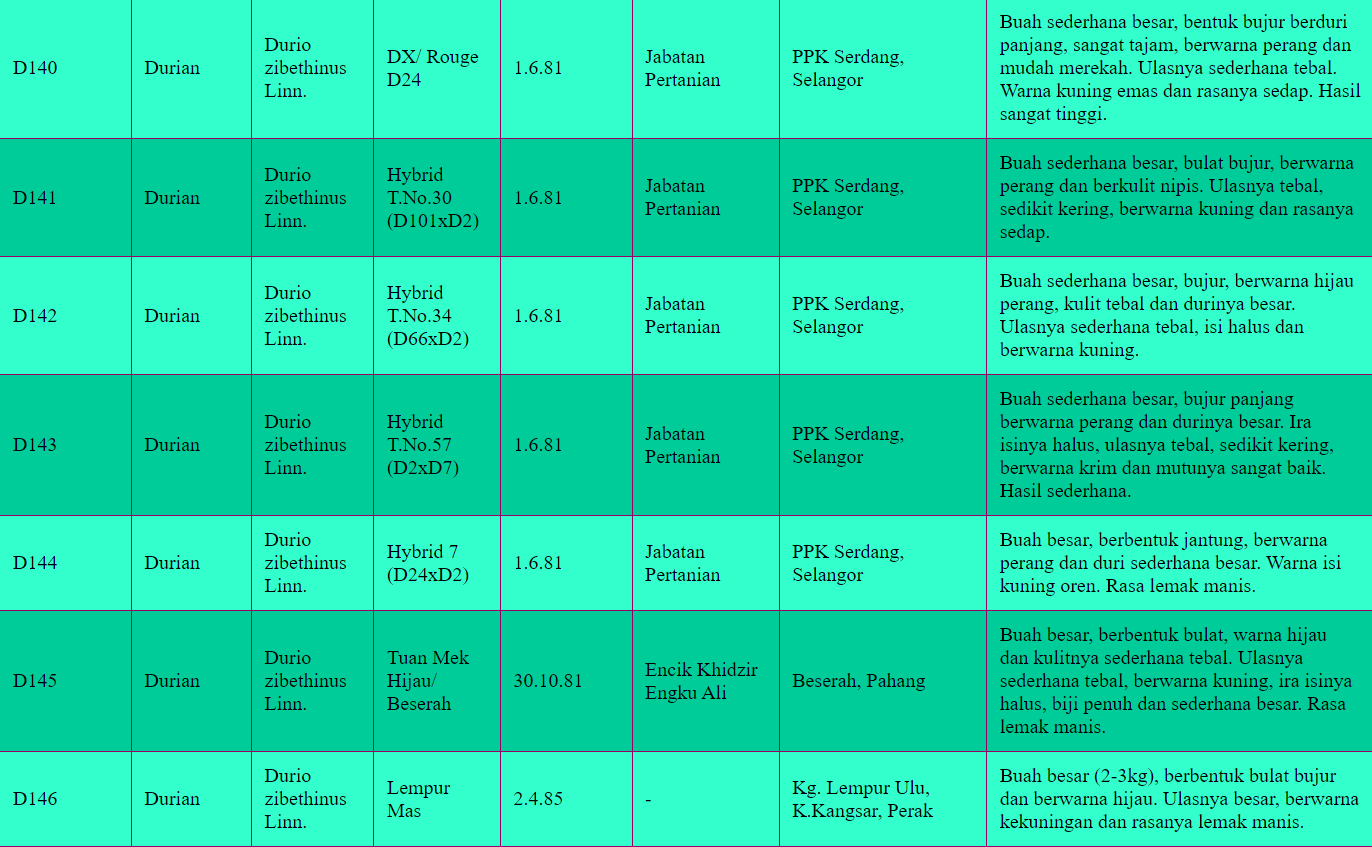 D140
Durian
Durio
zibethinus
Linn.
DX/ Rouge
D24
1.6.81
Jabatan
Pertanian
PPK Serdang,
Selangor
Buah sederhana besar, bentuk bujur berduri
panjang, sangat tajam, berwarna perang dan
mudah merekah. Ulasnya sederhana tebal.
Warna kuning emas dan rasanya sedap. Hasil
sangat tinggi.
D141
Durian
Durio
zibethinus
Linn.
Hybrid
T.No.30
(D101xD2)
1.6.81
Jabatan
Pertanian
PPK Serdang,
Selangor
Buah sederhana besar, bulat bujur, berwarna
perang dan berkulit nipis. Ulasnya tebal,
sedikit kering, berwarna kuning dan rasanya
sedap.
D142
Durian
Durio
zibethinus
Linn.
Hybrid
T.No.34
(D66xD2)
1.6.81
Jabatan
Pertanian
PPK Serdang,
Selangor
Buah sederhana besar, bujur, berwarna hijau
perang, kulit tebal dan durinya besar.
Ulasnya sederhana tebal, isi halus dan
berwarna kuning.
D143
Durian
Durio
zibethinus
Linn.
Hybrid
T.No.57
(D2xD7)
1.6.81
Jabatan
Pertanian
PPK Serdang,
Selangor
Buah sederhana besar, bujur panjang
berwarna perang dan durinya besar. Ira
isinya halus, ulasnya tebal, sedikit kering,
berwarna krim dan mutunya sangat baik.
Hasil sederhana.
D144
Durian
Durio
zibethinus
Linn.
Hybrid 7
(D24xD2)
1.6.81
Jabatan
Pertanian
PPK Serdang,
Selangor
Buah besar, berbentuk jantung, berwarna
perang dan duri sederhana besar. Warna isi
kuning oren. Rasa lemak manis.
D145
Durian
Durio
zibethinus
Linn.
Tuan Mek
Hijau/
Beserah
30.10.81
Encik Khidzir
Engku Ali
Beserah, Pahang
Buah besar, berbentuk bulat, warna hijau
dan kulitnya sederhana tebal. Ulasnya
sederhana tebal, berwarna kuning, ira isinya
halus, biji penuh dan sederhana besar. Rasa
lemak manis.
D146
Durian
Durio
zibethinus
Linn.
Lempur
Mas
2.4.85
-
Kg. Lempur Ulu,
K.Kangsar, Perak
Buah besar (2-3kg), berbentuk bulat bujur
dan berwarna hijau. Ulasnya besar, berwarna
kekuningan dan rasanya lemak manis.